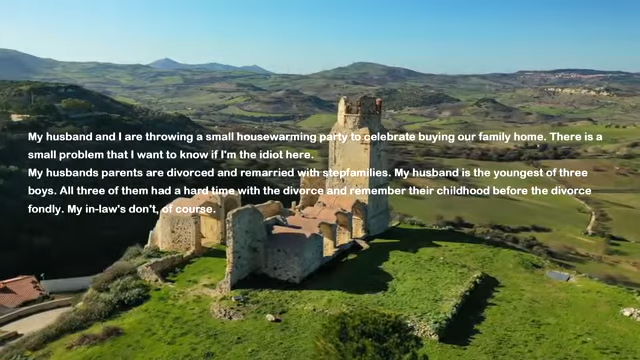 My husband and I are throwing a small housewarming party to celebrate buying our family home. There is a
small problem that I want to know if I'm the idiot here.
My husbands parents are divorced and remarried with stepfamilies. My husband is the youngest of three
boys. All three of them had a hard time with the divorce and remember their childhood before the divorce
fondly. My in-law's don't, of course.